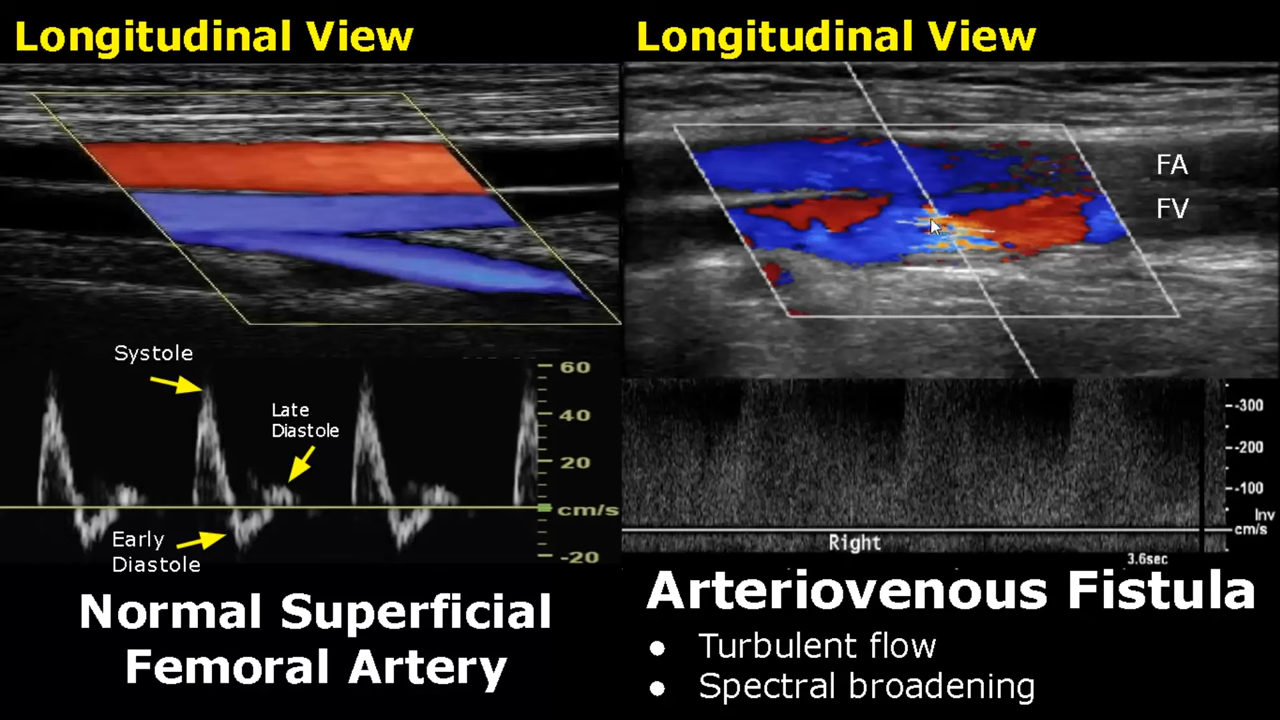 Longitudinal View
Systole
Late
Diastole
Early
Diastole
60
40
20
cm/s
-20
Normal Superficial
Femoral Artery
Longitudinal View
FA
FV
-300
-200
-100
Inv
cm/s
Right
3.6sec
Arteriovenous Fistula
● Turbulent flow
● Spectral broadening